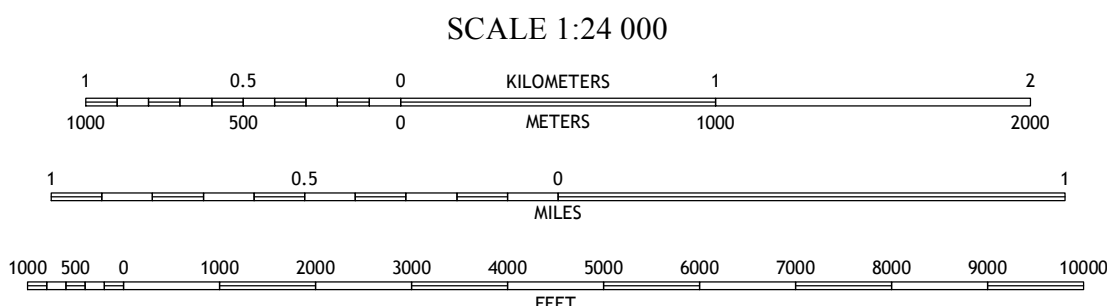 SCALE 1:24 000
1 0.5 0 KILOMETERS 1 2
1000 500 0 METERS 1000 2000
1 0.5 0 1
MILES
1000 500 0 1000 2000 3000 4000 5000 6000 7000 8000 9000 10000
FEET